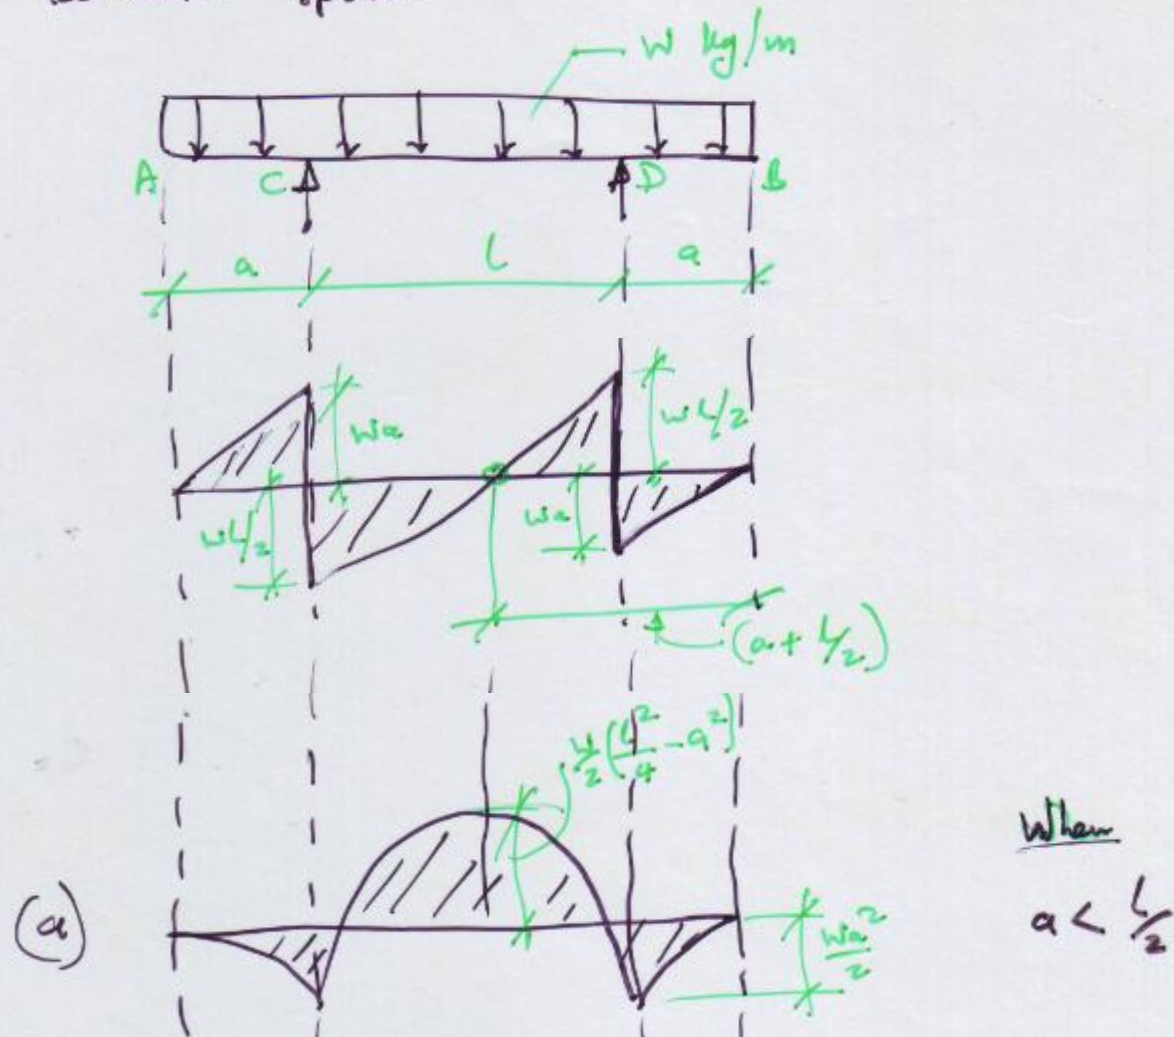 w kg/m
A C D B
a L a
wa wL/2
wL/2 wa
(a + L/2)
w/2 (L²/4 - a²)
When
(a) a < L/2
wa²/2